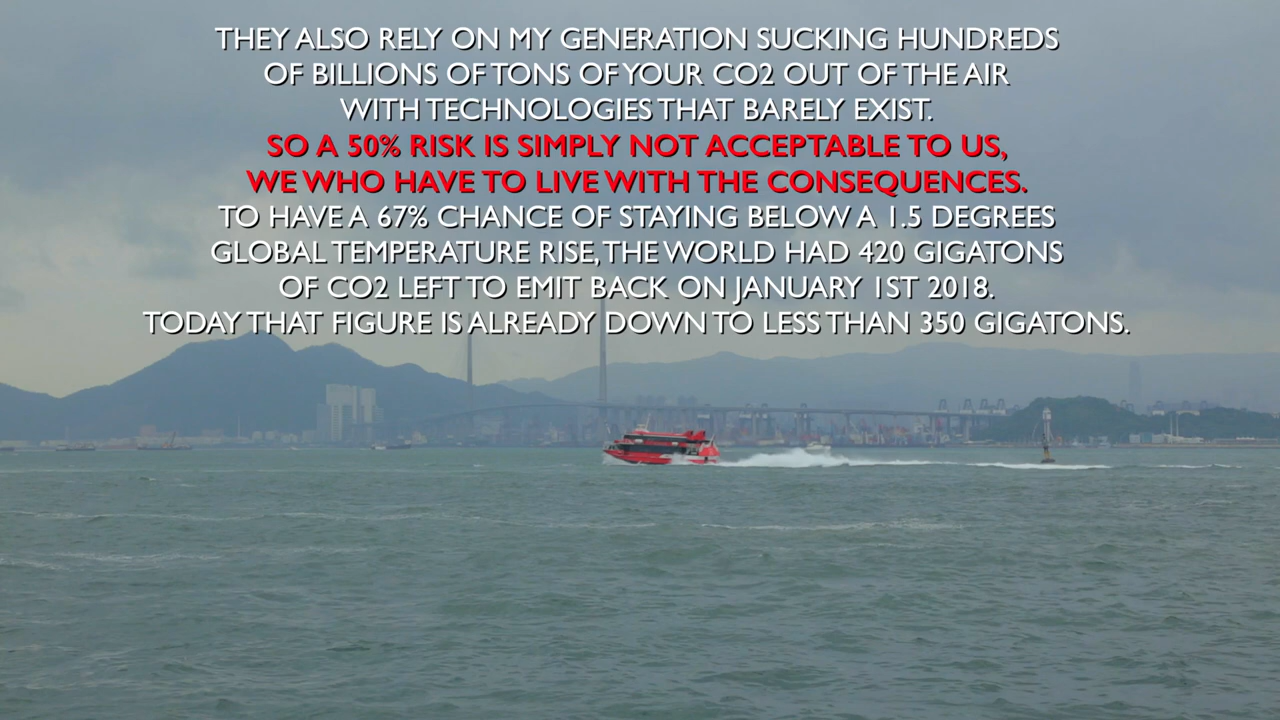 THEY ALSO RELY ON MY GENERATION SUCKING HUNDREDS
OF BILLIONS OF TONS OF YOUR CO2 OUT OF THE AIR
WITH TECHNOLOGIES THAT BARELY EXIST.
SO A 50% RISK IS SIMPLY NOT ACCEPTABLE TO US,
WE WHO HAVE TO LIVE WITH THE CONSEQUENCES.
TO HAVE A 67% CHANCE OF STAYING BELOW A 1.5 DEGREES
GLOBAL TEMPERATURE RISE, THE WORLD HAD 420 GIGATONS
OF CO2 LEFT TO EMIT BACK ON JANUARY 1ST 2018.
TODAY THAT FIGURE IS ALREADY DOWN TO LESS THAN 350 GIGATONS.